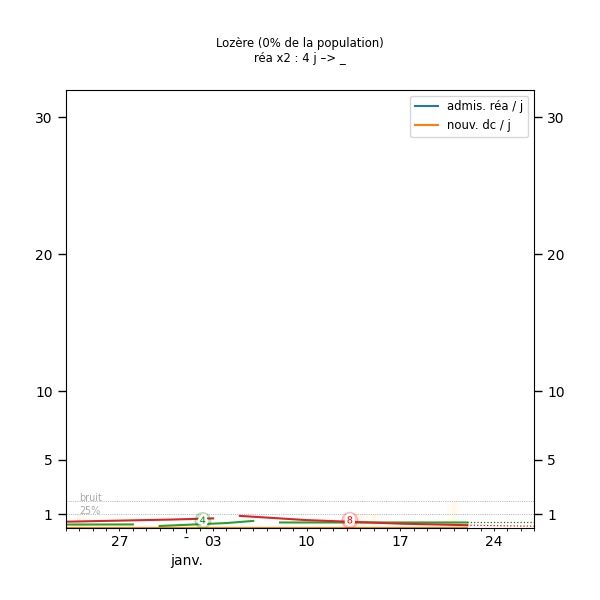 Lozère (0% de la population)
réa x2 : 4 j –> _
admis. réa / j
nouv. dc / j
30 30
20 20
10 10
5 5
bruit
25%
1 1
4 8
27 - 03 10 17 24
janv.